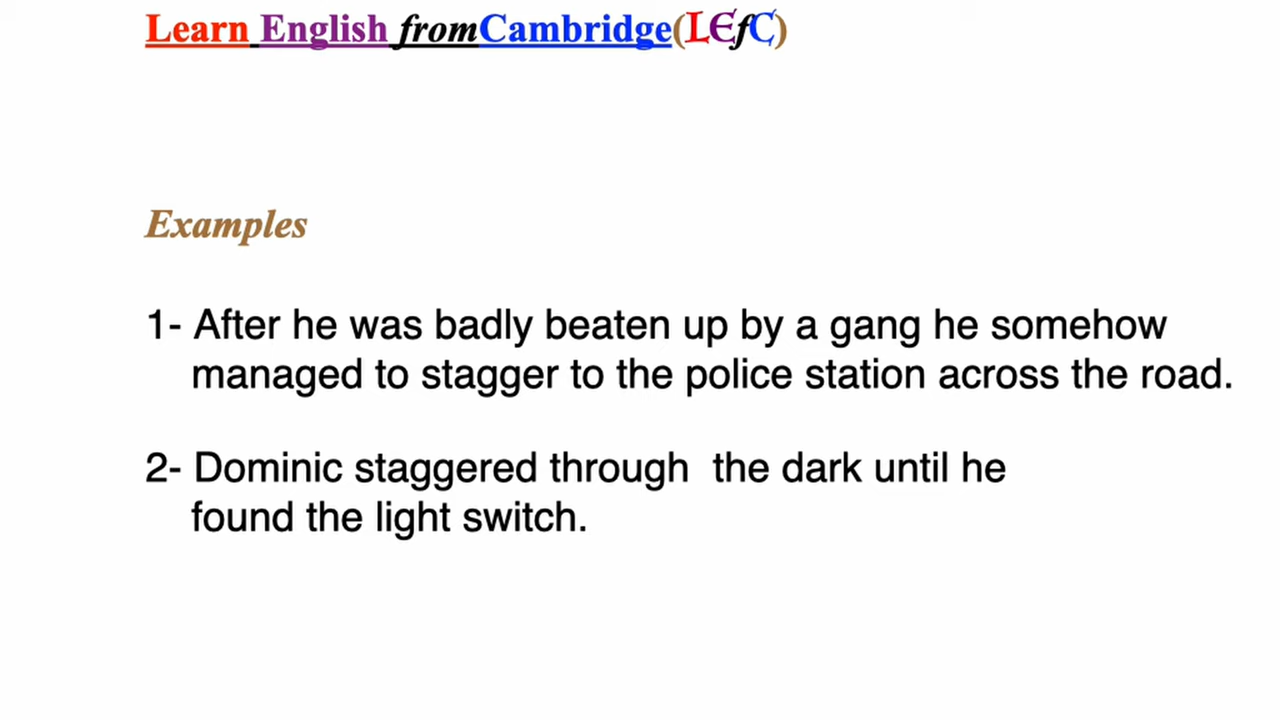 Learn English fromCambridge(LEfC)
Examples
1- After he was badly beaten up by a gang he somehow
managed to stagger to the police station across the road.
2- Dominic staggered through  the dark until he
found the light switch.